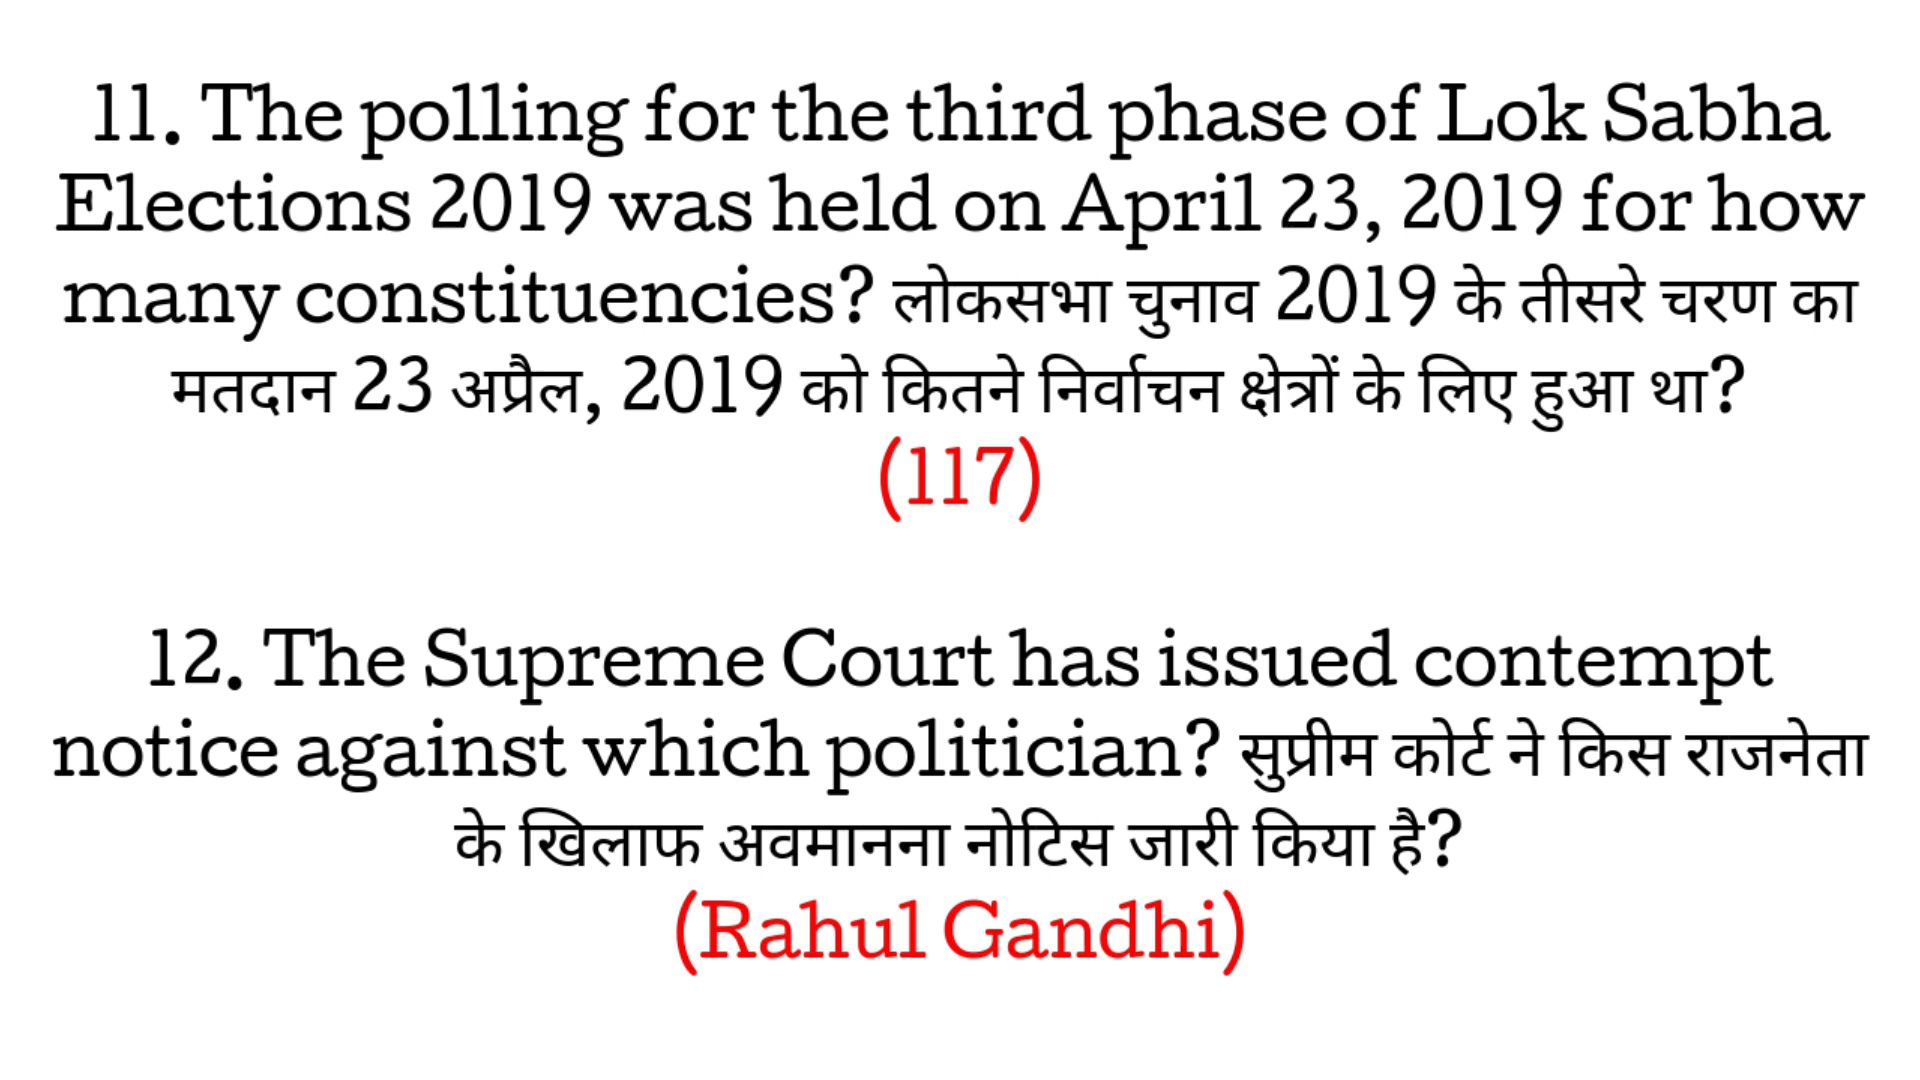 11. The polling for the third phase of Lok Sabha
Elections 2019 was held on April 23, 2019 for how
many constituencies? लोकसभा चुनाव 2019 के तीसरे चरण का
मतदान 23 अप्रैल, 2019 को कितने निर्वाचन क्षेत्रों के लिए हुआ था?
(117)
12. The Supreme Court has issued contempt
notice against which politician? सुप्रीम कोर्ट ने किस राजनेता
के खिलाफ अवमानना नोटिस जारी किया है?
(Rahul Gandhi)